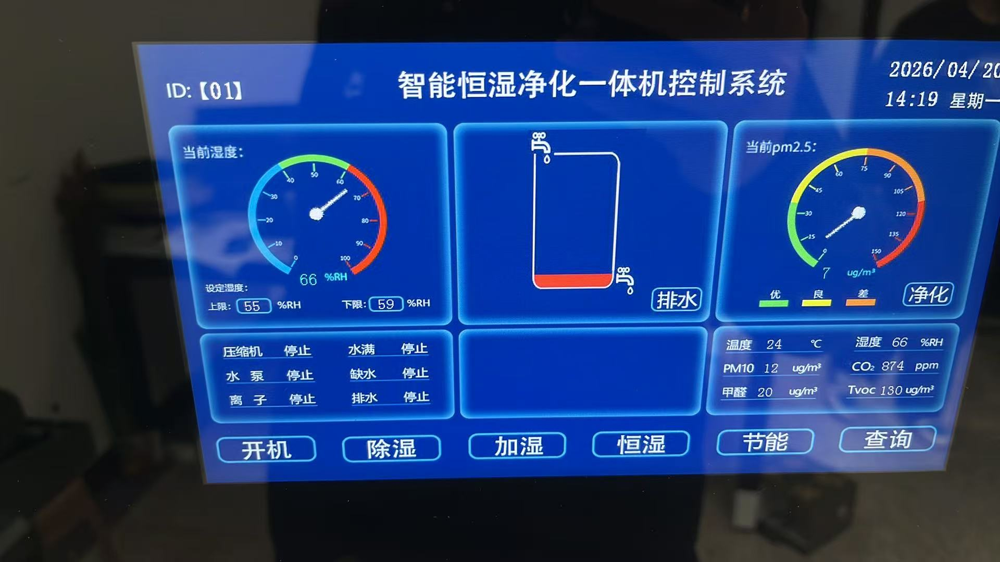 ID:【01】
智能恒湿净化一体机控制系统
2026/04/20
14:19 星期一
当前湿度:
0 10 20 30 40 50 60 70 80 90 100
66 %RH
设定湿度:
上限: 55 %RH 下限: 59 %RH
排水
当前pm2.5:
0 15 30 45 60 75 90 105 120 135 150
7 ug/m³
优 良 差
净化
压缩机 停止 水满 停止
水 泵 停止 缺水 停止
离 子 停止 排水 停止
温度 24 ℃ 湿度 66 %RH
PM10 12 ug/m³ CO₂ 874 ppm
甲醛 20 ug/m³ Tvoc 130 ug/m³
开机 除湿 加湿 恒湿 节能 查询